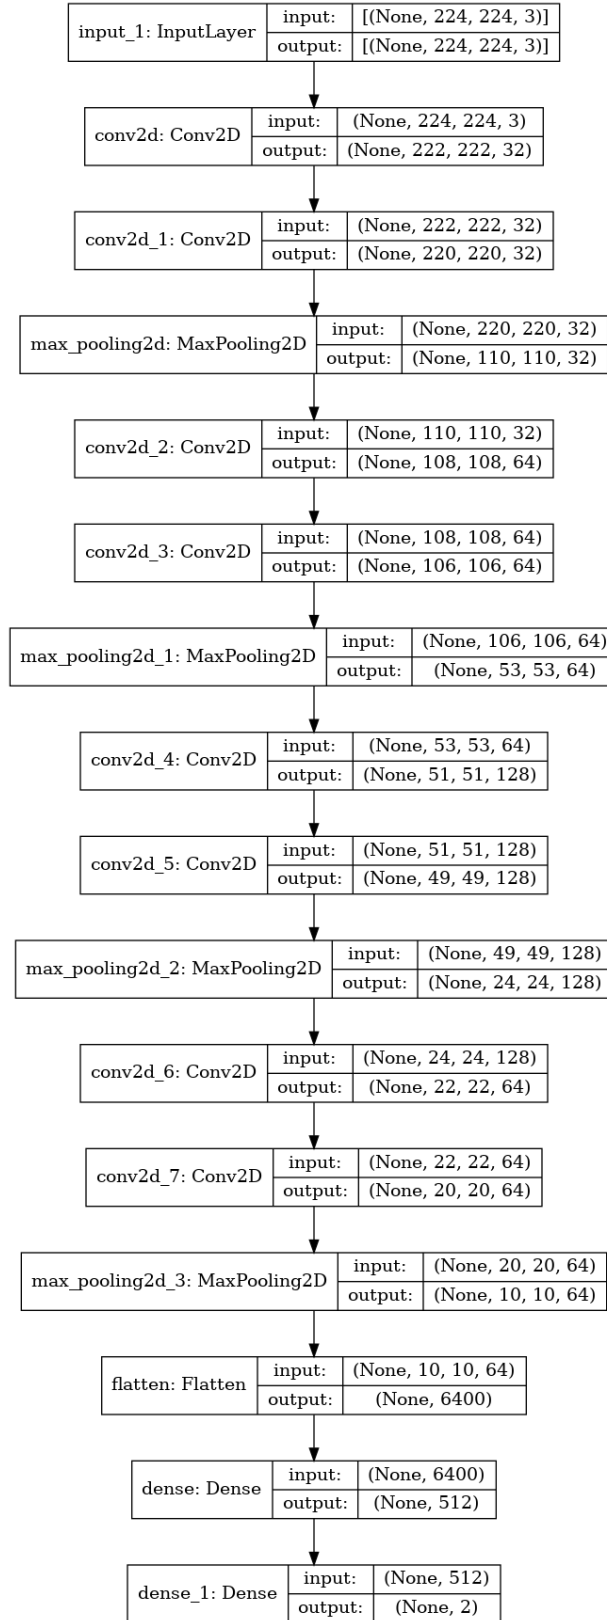 input_1: InputLayer
input: [(None, 224, 224, 3)]
output: [(None, 224, 224, 3)]
conv2d: Conv2D
input: (None, 224, 224, 3)
output: (None, 222, 222, 32)
conv2d_1: Conv2D
input: (None, 222, 222, 32)
output: (None, 220, 220, 32)
max_pooling2d: MaxPooling2D
input: (None, 220, 220, 32)
output: (None, 110, 110, 32)
conv2d_2: Conv2D
input: (None, 110, 110, 32)
output: (None, 108, 108, 64)
conv2d_3: Conv2D
input: (None, 108, 108, 64)
output: (None, 106, 106, 64)
max_pooling2d_1: MaxPooling2D
input: (None, 106, 106, 64)
output: (None, 53, 53, 64)
conv2d_4: Conv2D
input: (None, 53, 53, 64)
output: (None, 51, 51, 128)
conv2d_5: Conv2D
input: (None, 51, 51, 128)
output: (None, 49, 49, 128)
max_pooling2d_2: MaxPooling2D
input: (None, 49, 49, 128)
output: (None, 24, 24, 128)
conv2d_6: Conv2D
input: (None, 24, 24, 128)
output: (None, 22, 22, 64)
conv2d_7: Conv2D
input: (None, 22, 22, 64)
output: (None, 20, 20, 64)
max_pooling2d_3: MaxPooling2D
input: (None, 20, 20, 64)
output: (None, 10, 10, 64)
flatten: Flatten
input: (None, 10, 10, 64)
output: (None, 6400)
dense: Dense
input: (None, 6400)
output: (None, 512)
dense_1: Dense
input: (None, 512)
output: (None, 2)